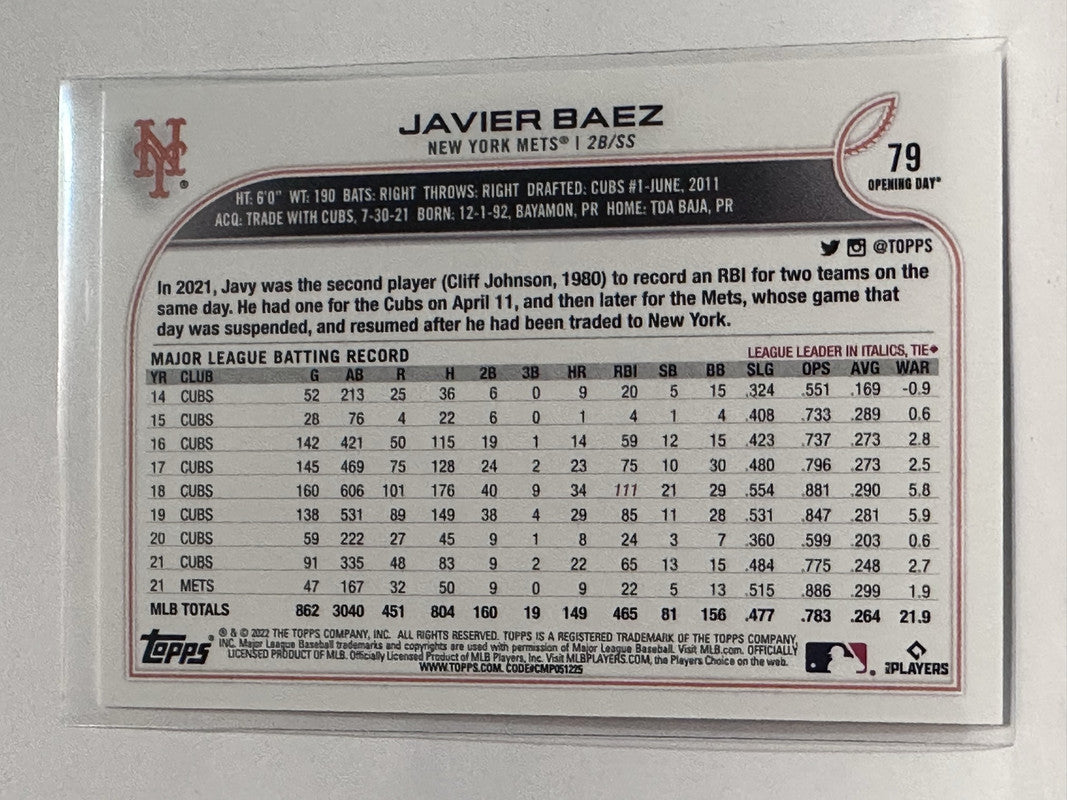 NY®
JAVIER BAEZ
NEW YORK METS® | 2B/SS
79
OPENING DAY®
HT: 6'0" WT: 190 BATS: RIGHT THROWS: RIGHT DRAFTED: CUBS #1-JUNE, 2011
ACQ: TRADE WITH CUBS, 7-30-21 BORN: 12-1-92, BAYAMON, PR HOME: TOA BAJA, PR
@TOPPS
In 2021, Javy was the second player (Cliff Johnson, 1980) to record an RBI for two teams on the
same day. He had one for the Cubs on April 11, and then later for the Mets, whose game that
day was suspended, and resumed after he had been traded to New York.
MAJOR LEAGUE BATTING RECORD LEAGUE LEADER IN ITALICS, TIE◆
YR CLUB G AB R H 2B 3B HR RBI SB BB SLG OPS AVG WAR
14 CUBS 52 213 25 36 6 0 9 20 5 15 .324 .551 .169 -0.9
15 CUBS 28 76 4 22 6 0 1 4 1 4 .408 .733 .289 0.6
16 CUBS 142 421 50 115 19 1 14 59 12 15 .423 .737 .273 2.8
17 CUBS 145 469 75 128 24 2 23 75 10 30 .480 .796 .273 2.5
18 CUBS 160 606 101 176 40 9 34 111 21 29 .554 .881 .290 5.8
19 CUBS 138 531 89 149 38 4 29 85 11 28 .531 .847 .281 5.9
20 CUBS 59 222 27 45 9 1 8 24 3 7 .360 .599 .203 0.6
21 CUBS 91 335 48 83 9 2 22 65 13 15 .484 .775 .248 2.7
21 METS 47 167 32 50 9 0 9 22 5 13 .515 .886 .299 1.9
MLB TOTALS 862 3040 451 804 160 19 149 465 81 156 .477 .783 .264 21.9
Topps®
® & © 2022 THE TOPPS COMPANY, INC. ALL RIGHTS RESERVED. TOPPS IS A REGISTERED TRADEMARK OF THE TOPPS COMPANY,
INC. Major League Baseball trademarks and copyrights are used with permission of Major League Baseball. Visit MLB.com. OFFICIALLY
LICENSED PRODUCT OF MLB. Officially Licensed Product of MLB Players, Inc. Visit MLBPLAYERS.COM, the Players Choice on the web.
WWW.TOPPS.COM. CODE#CMP051225
MLB PLAYERS